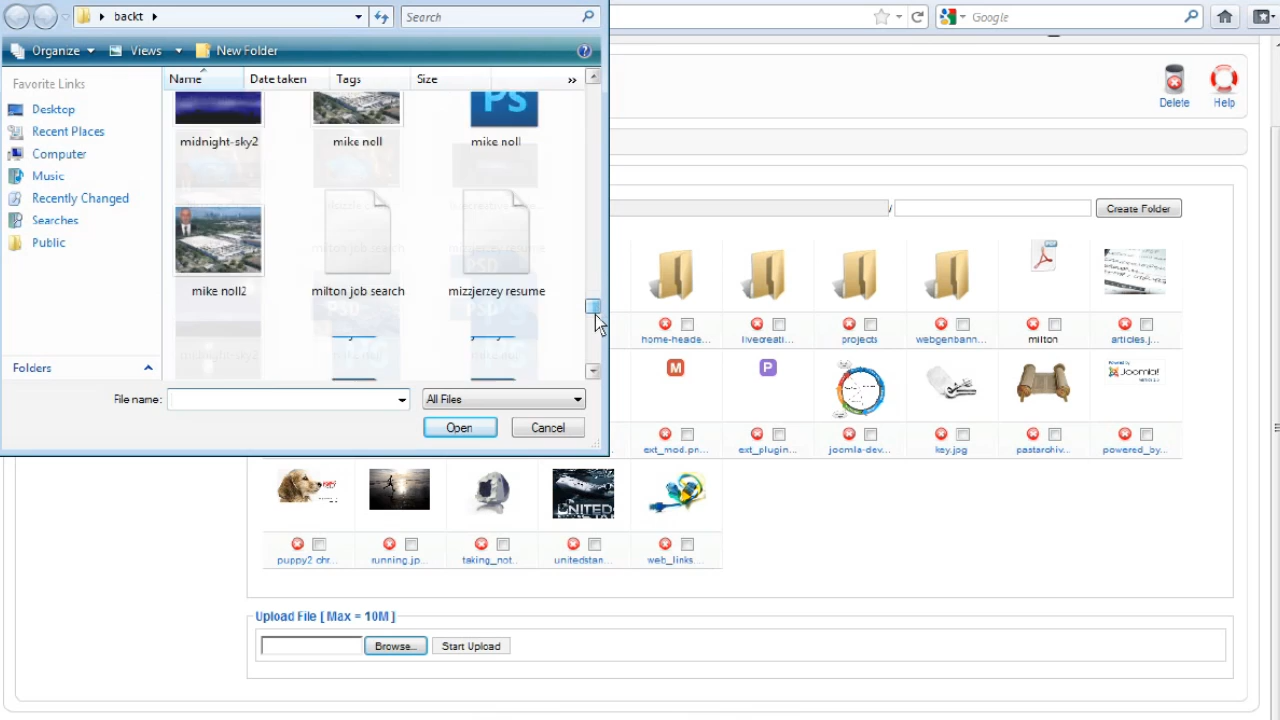 backt
Search
Google
Organize
Views
New Folder
Favorite Links
Name
Date taken
Tags
Size
»
Delete
Help
Desktop
Recent Places
Computer
Music
Recently Changed
Searches
Public
midnight-sky2
mike noll
mike noll
PS
/
Create Folder
mike noll2
milton job search
mizzjerzey resume
home-heade...
livecreati...
projects
webgenbann...
milton
articles.j...
Folders
File name:
All Files
Open
Cancel
M
P
Powered by
Joomla!
ext_mod.pn...
ext_plugin...
joomla-dev...
key.jpg
pastarchiv...
powered_by...
UNITED
puppy2 chr...
running.jp...
taking_not...
unitedstan...
web_links...
Upload File [ Max = 10M ]
Browse...
Start Upload